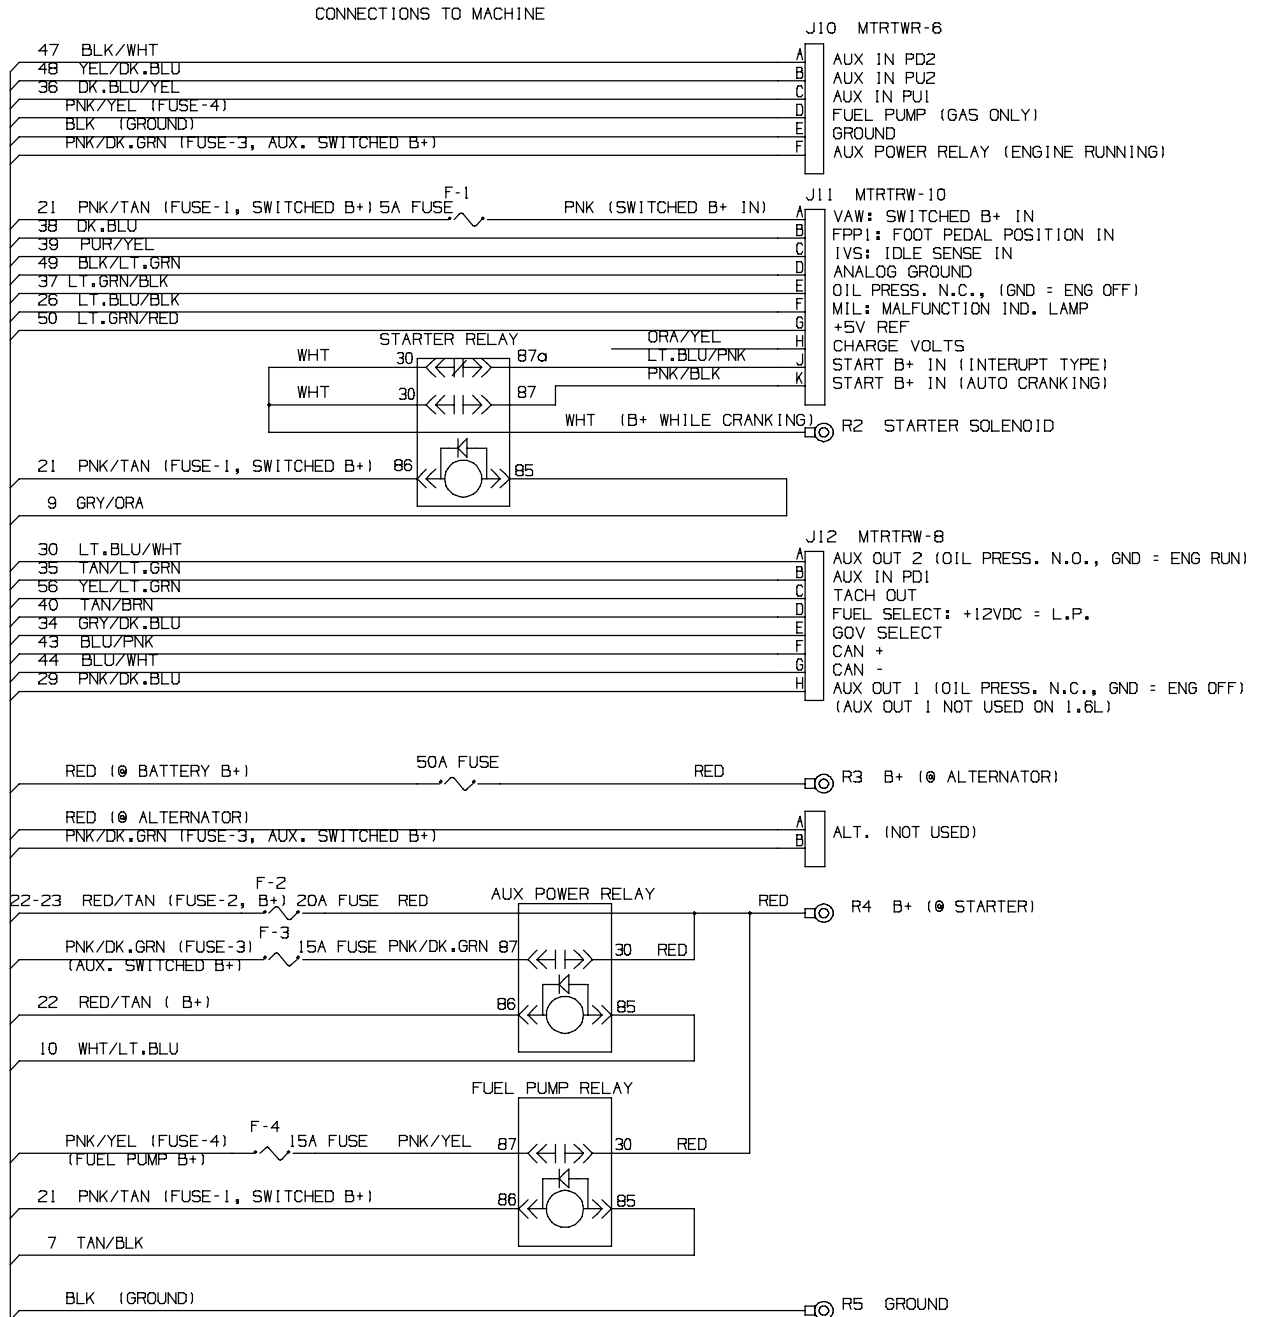 CONNECTIONS TO MACHINE
J10 MTRTWR-6
47 BLK/WHT A AUX IN PD2
48 YEL/DK.BLU B AUX IN PU2
36 DK.BLU/YEL C AUX IN PU1
PNK/YEL (FUSE-4) D FUEL PUMP (GAS ONLY)
BLK (GROUND) E GROUND
PNK/DK.GRN (FUSE-3, AUX. SWITCHED B+) F AUX POWER RELAY (ENGINE RUNNING)
J11 MTRTRW-10
F-1
21 PNK/TAN (FUSE-1, SWITCHED B+) 5A FUSE PNK (SWITCHED B+ IN) A VAW: SWITCHED B+ IN
38 DK.BLU B FPP1: FOOT PEDAL POSITION IN
39 PUR/YEL C IVS: IDLE SENSE IN
49 BLK/LT.GRN D ANALOG GROUND
37 LT.GRN/BLK E OIL PRESS. N.C., (GND = ENG OFF)
26 LT.BLU/BLK F MIL: MALFUNCTION IND. LAMP
50 LT.GRN/RED G +5V REF
STARTER RELAY ORA/YEL H CHARGE VOLTS
WHT 30 87a LT.BLU/PNK J START B+ IN (INTERUPT TYPE)
WHT 30 87 PNK/BLK K START B+ IN (AUTO CRANKING)
WHT (B+ WHILE CRANKING) R2 STARTER SOLENOID
21 PNK/TAN (FUSE-1, SWITCHED B+) 86 85
9 GRY/ORA
J12 MTRTRW-8
30 LT.BLU/WHT A AUX OUT 2 (OIL PRESS. N.O., GND = ENG RUN)
35 TAN/LT.GRN B AUX IN PD1
56 YEL/LT.GRN C TACH OUT
40 TAN/BRN D FUEL SELECT: +12VDC = L.P.
34 GRY/DK.BLU E GOV SELECT
43 BLU/PNK F CAN +
44 BLU/WHT G CAN -
29 PNK/DK.BLU H AUX OUT 1 (OIL PRESS. N.C., GND = ENG OFF)
(AUX OUT 1 NOT USED ON 1.6L)
50A FUSE
RED (@ BATTERY B+) RED R3 B+ (@ ALTERNATOR)
RED (@ ALTERNATOR) A
PNK/DK.GRN (FUSE-3, AUX. SWITCHED B+) B ALT. (NOT USED)
F-2 AUX POWER RELAY
22-23 RED/TAN (FUSE-2, B+) 20A FUSE RED RED R4 B+ (@ STARTER)
F-3
PNK/DK.GRN (FUSE-3) 15A FUSE PNK/DK.GRN 87 30 RED
(AUX. SWITCHED B+)
22 RED/TAN ( B+) 86 85
10 WHT/LT.BLU
FUEL PUMP RELAY
F-4
PNK/YEL (FUSE-4) 15A FUSE PNK/YEL 87 30 RED
(FUEL PUMP B+)
21 PNK/TAN (FUSE-1, SWITCHED B+) 86 85
7 TAN/BLK
BLK (GROUND) R5 GROUND